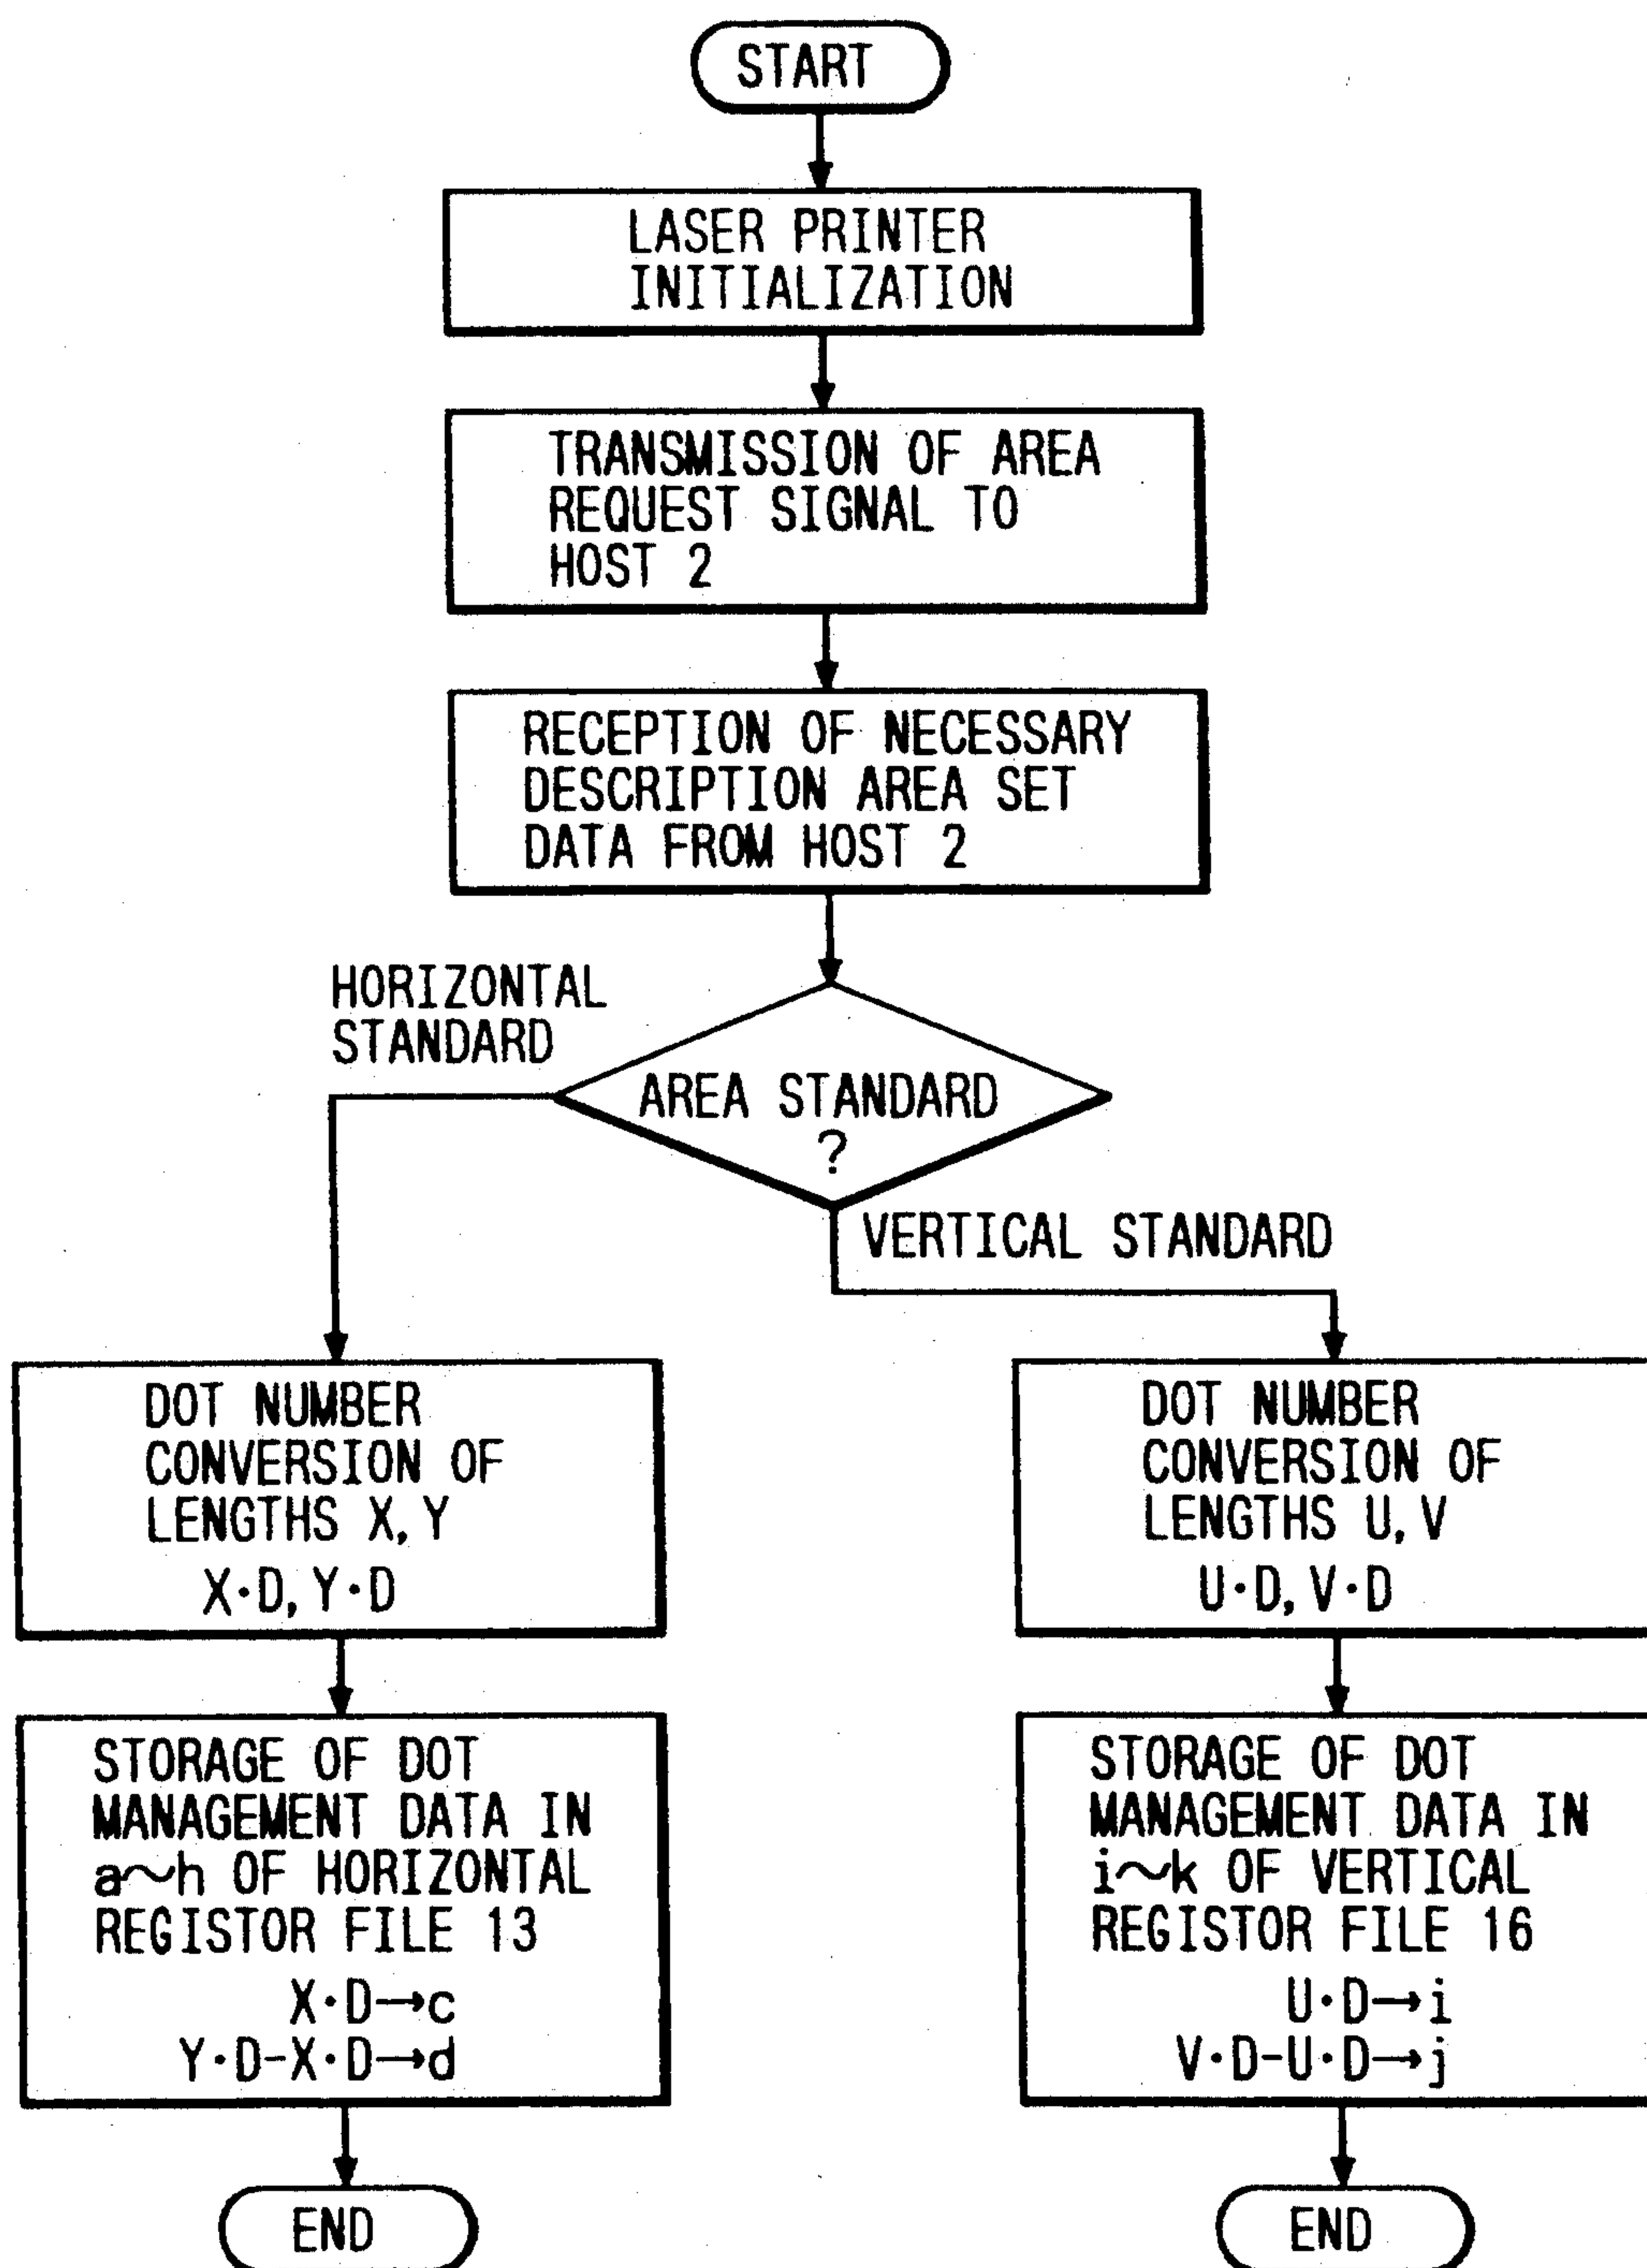 START
LASER PRINTER
INITIALIZATION
TRANSMISSION OF AREA
REQUEST SIGNAL TO
HOST 2
RECEPTION OF NECESSARY
DESCRIPTION AREA SET
DATA FROM HOST 2
HORIZONTAL
STANDARD
AREA STANDARD
?
VERTICAL STANDARD
DOT NUMBER
CONVERSION OF
LENGTHS X, Y
X·D, Y·D
DOT NUMBER
CONVERSION OF
LENGTHS U, V
U·D, V·D
STORAGE OF DOT
MANAGEMENT DATA IN
a~h OF HORIZONTAL
REGISTOR FILE 13
X·D→c
Y·D-X·D→d
STORAGE OF DOT
MANAGEMENT DATA IN
i~k OF VERTICAL
REGISTOR FILE 16
U·D→i
V·D-U·D→j
END
END